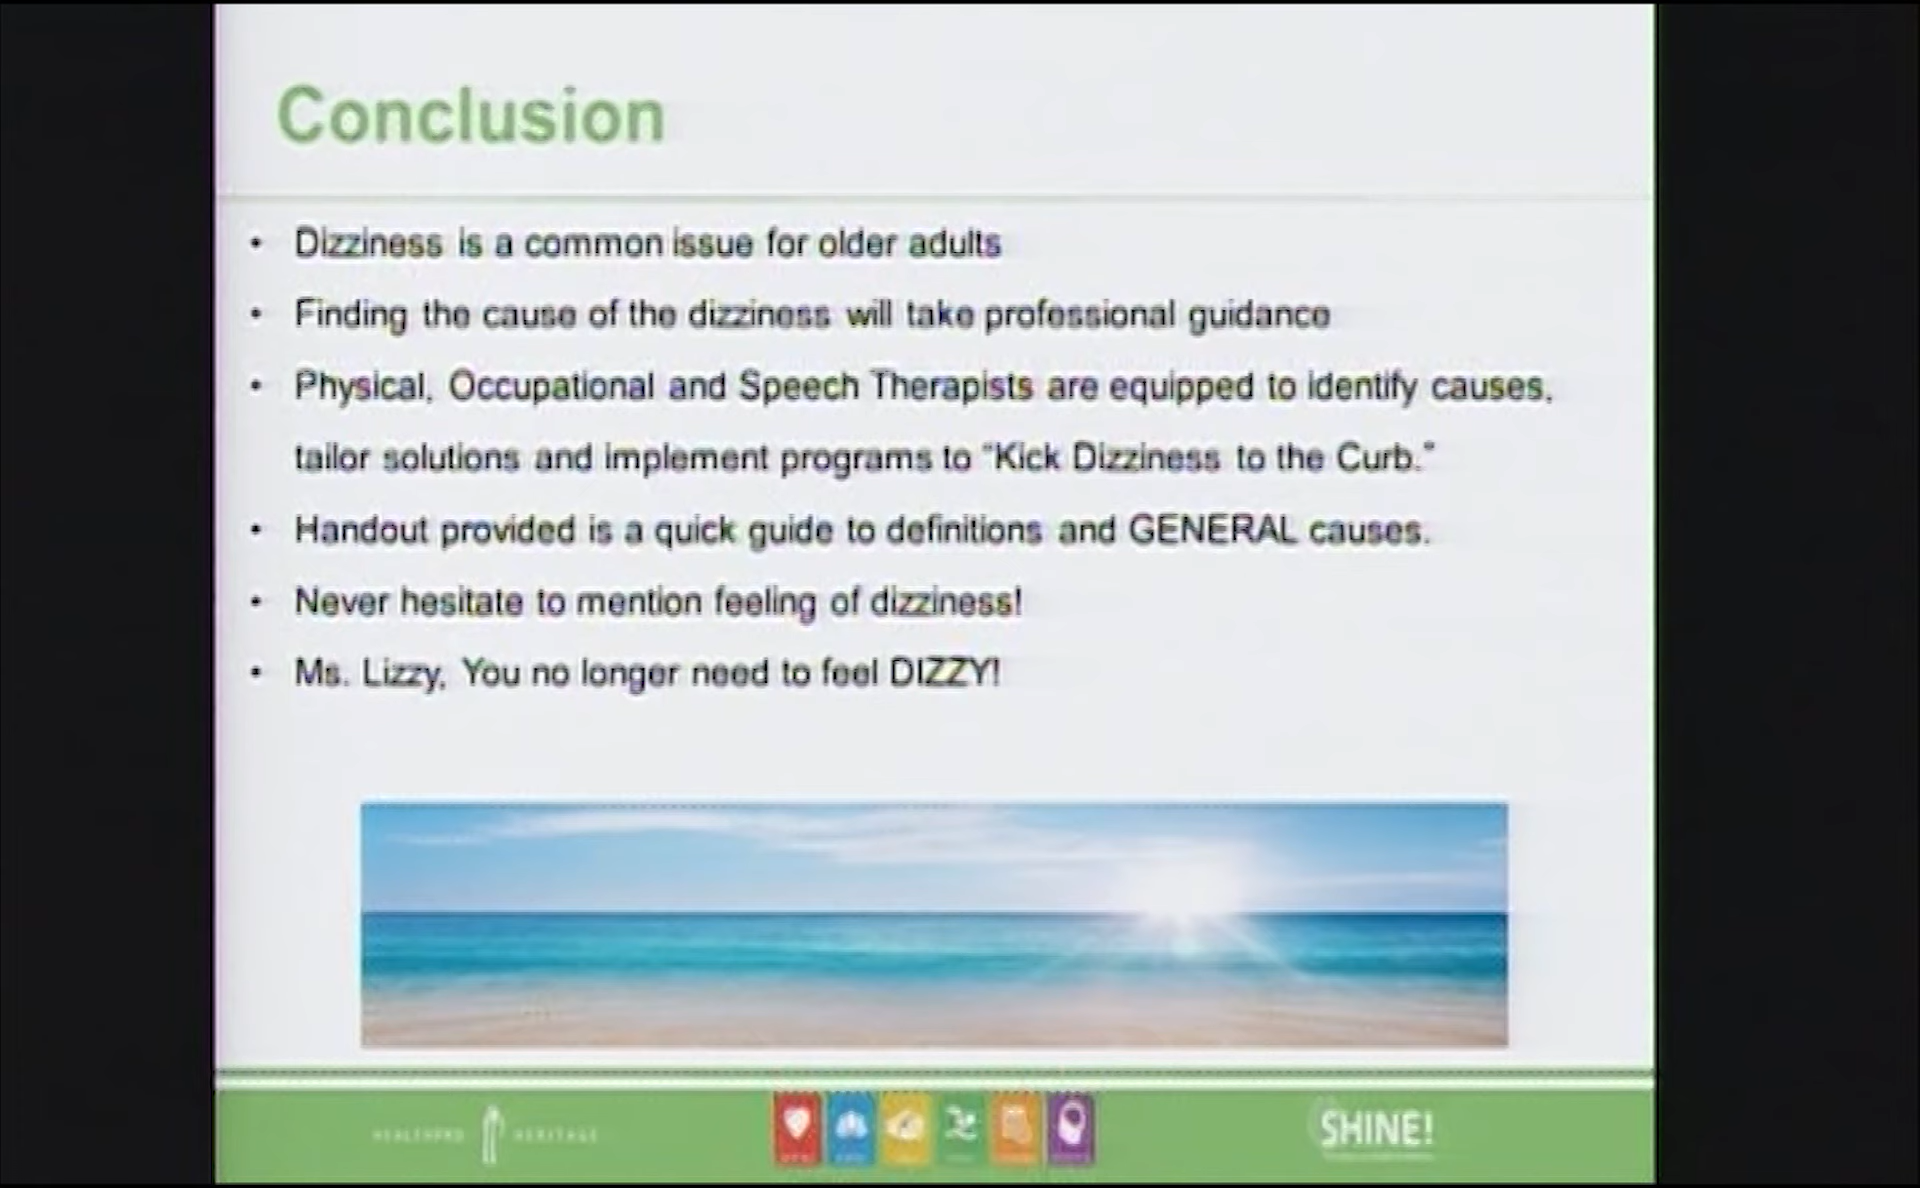 Conclusion
• Dizziness is a common issue for older adults
• Finding the cause of the dizziness will take professional guidance
• Physical, Occupational and Speech Therapists are equipped to identify causes,
tailor solutions and implement programs to "Kick Dizziness to the Curb."
• Handout provided is a quick guide to definitions and GENERAL causes.
• Never hesitate to mention feeling of dizziness!
• Ms. Lizzy, You no longer need to feel DIZZY!
HEALTHPRO HERITAGE
SHINE!